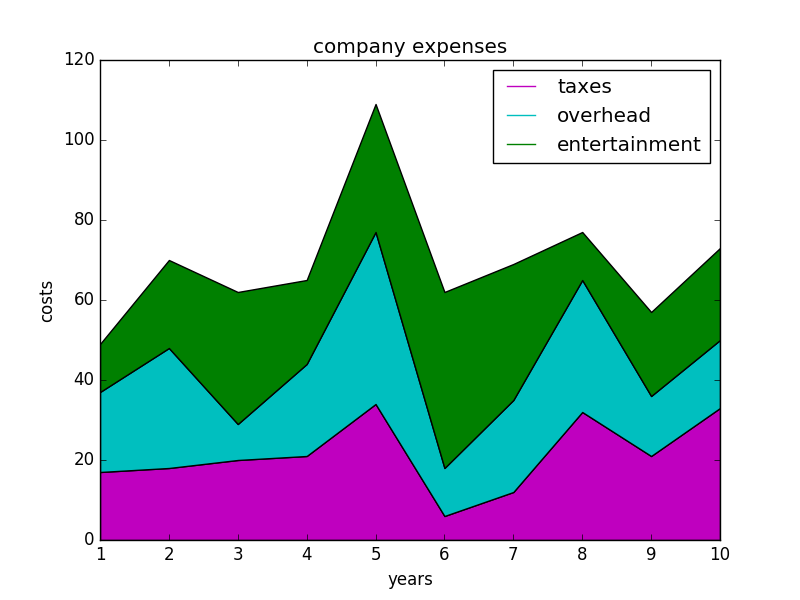 company expenses
120
100
80
60
40
20
0
costs
taxes
overhead
entertainment
1 2 3 4 5 6 7 8 9 10
years